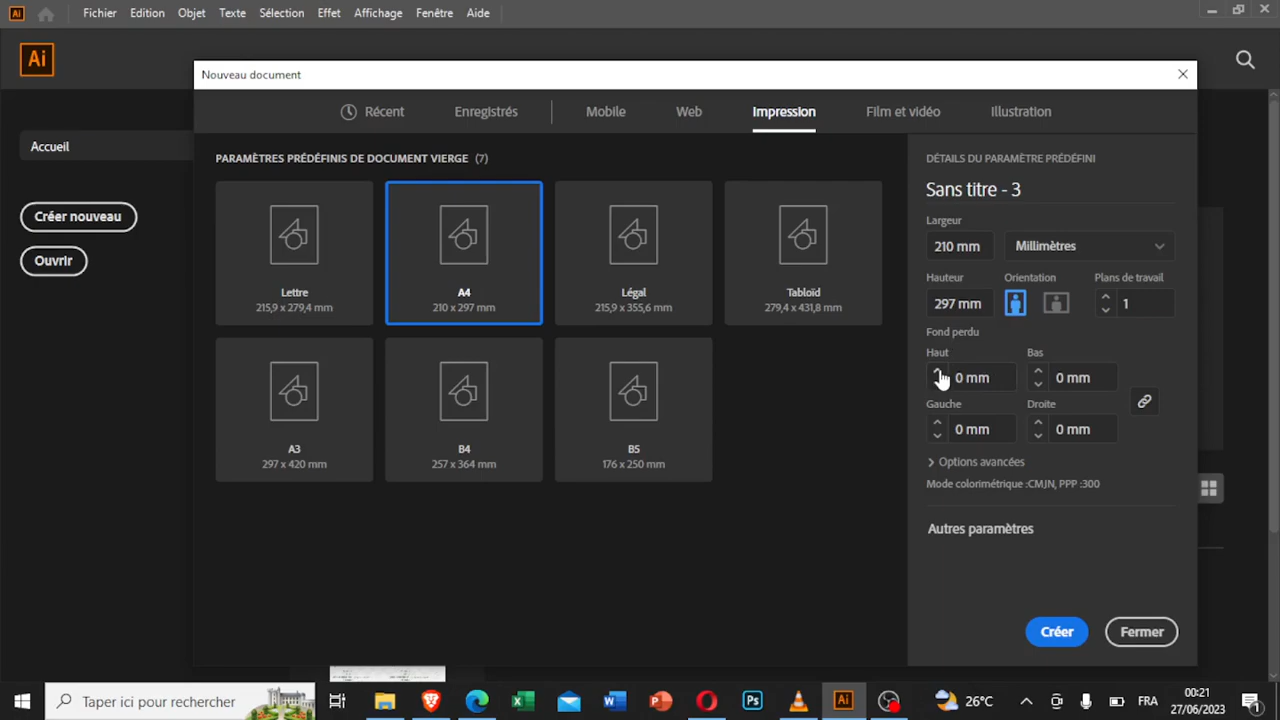 Ai Fichier Edition Objet Texte Sélection Effet Affichage Fenêtre Aide
Ai
Nouveau document
Récent Enregistrés Mobile Web Impression Film et vidéo Illustration
Accueil
Créer nouveau
Ouvrir
PARAMÈTRES PRÉDÉFINIS DE DOCUMENT VIERGE (7)
Lettre
215,9 x 279,4 mm
A4
210 x 297 mm
Légal
215,9 x 355,6 mm
Tabloïd
279,4 x 431,8 mm
A3
297 x 420 mm
B4
257 x 364 mm
B5
176 x 250 mm
DÉTAILS DU PARAMÈTRE PRÉDÉFINI
Sans titre - 3
Largeur
210 mm Millimètres
Hauteur Orientation Plans de travail
297 mm 1
Fond perdu
Haut Bas
0 mm 0 mm
Gauche Droite
0 mm 0 mm
Options avancées
Mode colorimétrique :CMJN, PPP :300
Autres paramètres
Créer Fermer
Taper ici pour rechercher
Ps Ai 26°C FRA
00:21
27/06/2023
1